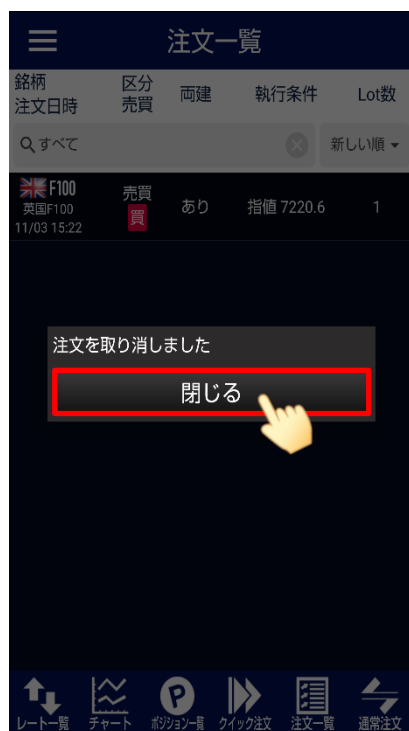 注文一覧
銘柄 区分 両建 執行条件 Lot数
注文日時 売買
すべて 新しい順
F100 売買
英国F100 買 あり 指値 7220.6 1
11/03 15:22
注文を取り消しました
閉じる
レート一覧 チャート ポジション一覧 クイック注文 注文一覧 通常注文